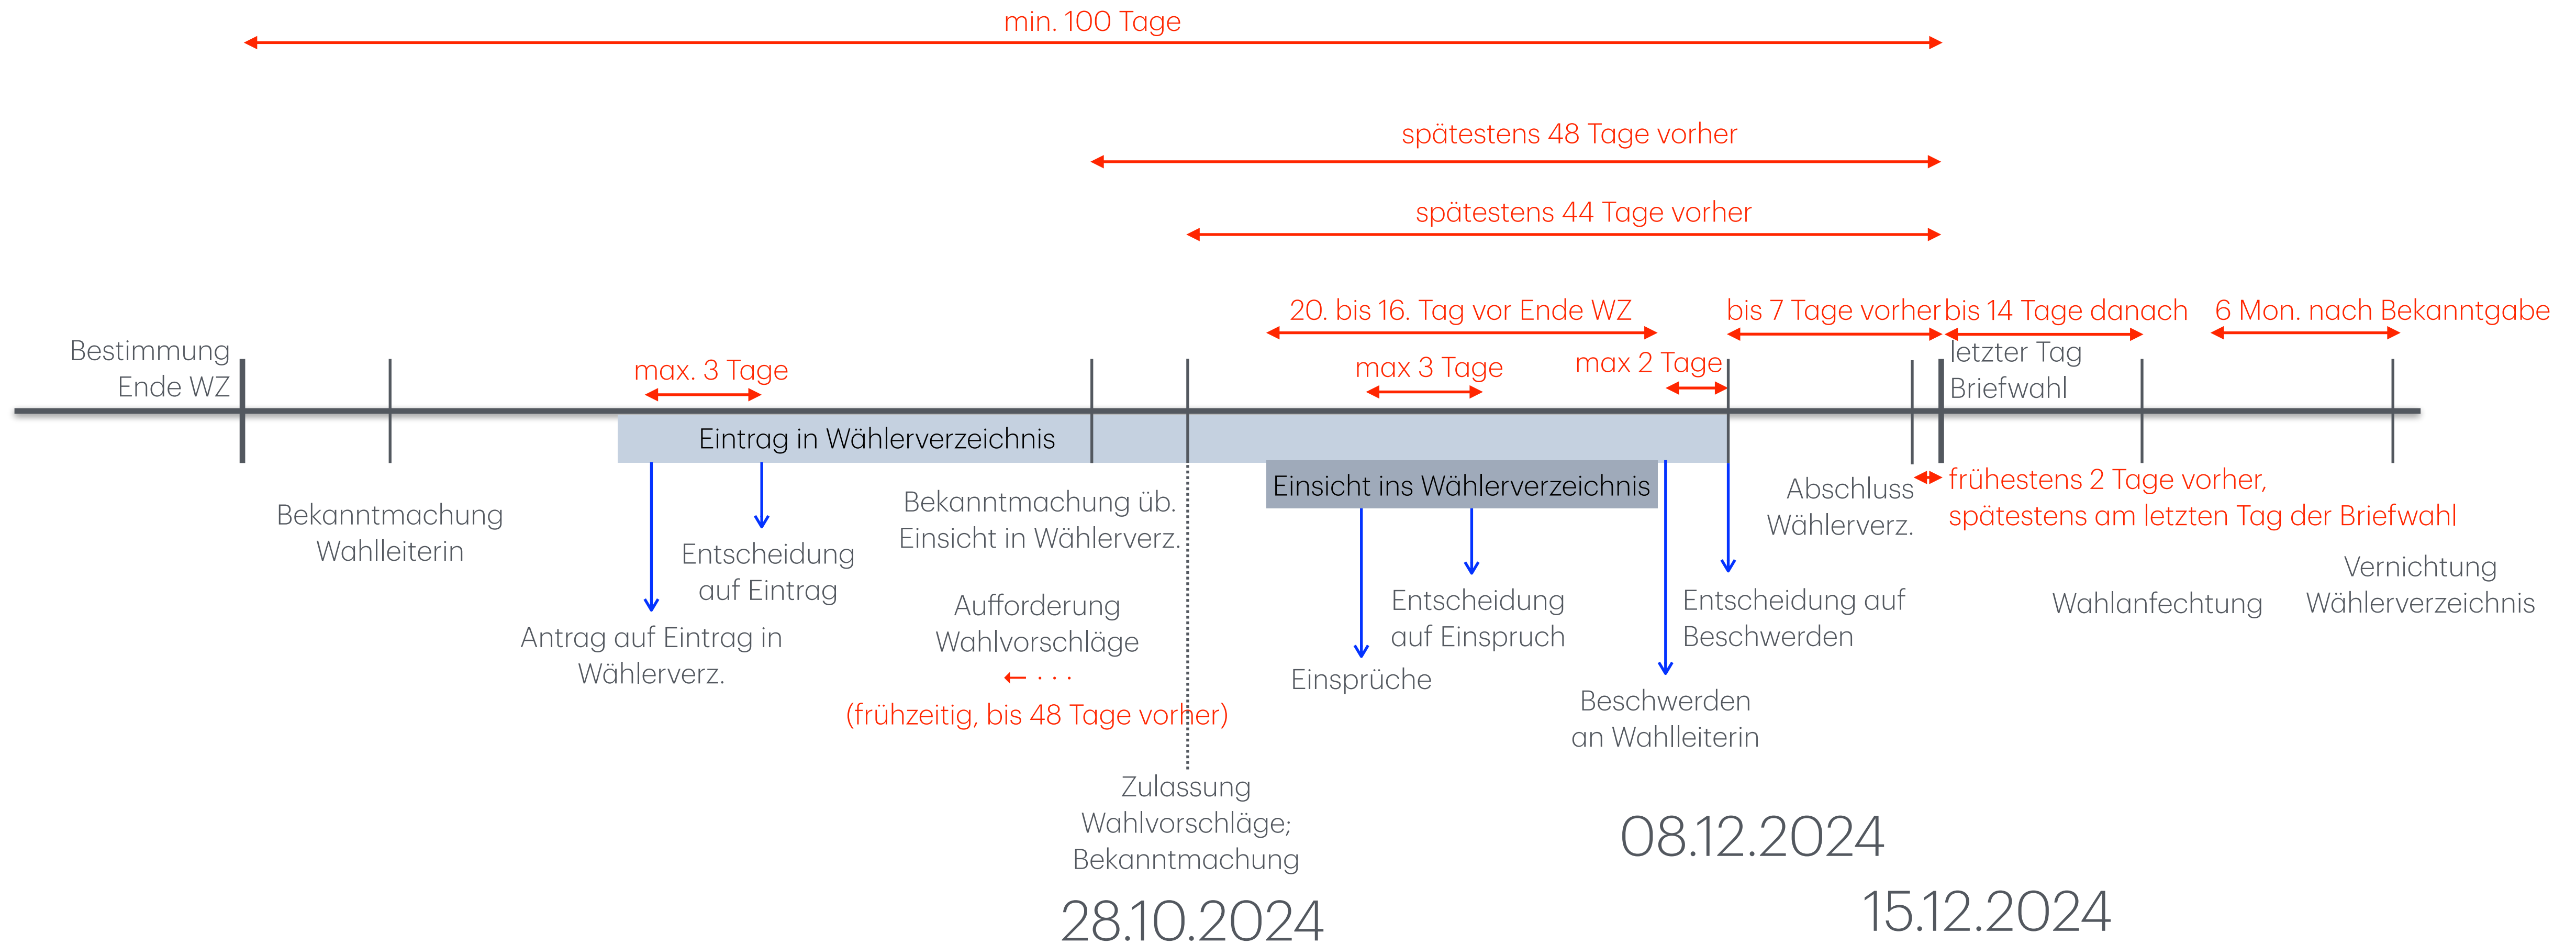 min. 100 Tage
spätestens 48 Tage vorher
spätestens 44 Tage vorher
20. bis 16. Tag vor Ende WZ
bis 7 Tage vorher
bis 14 Tage danach
6 Mon. nach Bekanntgabe
Bestimmung
Ende WZ
max. 3 Tage
max 3 Tage
max 2 Tage
letzter Tag
Briefwahl
Eintrag in Wählerverzeichnis
Einsicht ins Wählerverzeichnis
Bekanntmachung
Wahlleiterin
Antrag auf Eintrag in
Wählerverz.
Entscheidung
auf Eintrag
Bekanntmachung üb.
Einsicht in Wählerverz.
Aufforderung
Wahlvorschläge
(frühzeitig, bis 48 Tage vorher)
Zulassung
Wahlvorschläge;
Bekanntmachung
28.10.2024
Einsprüche
Entscheidung
auf Einspruch
Beschwerden
an Wahlleiterin
Entscheidung auf
Beschwerden
08.12.2024
Abschluss
Wählerverz.
frühestens 2 Tage vorher,
spätestens am letzten Tag der Briefwahl
15.12.2024
Wahlanfechtung
Vernichtung
Wählerverzeichnis